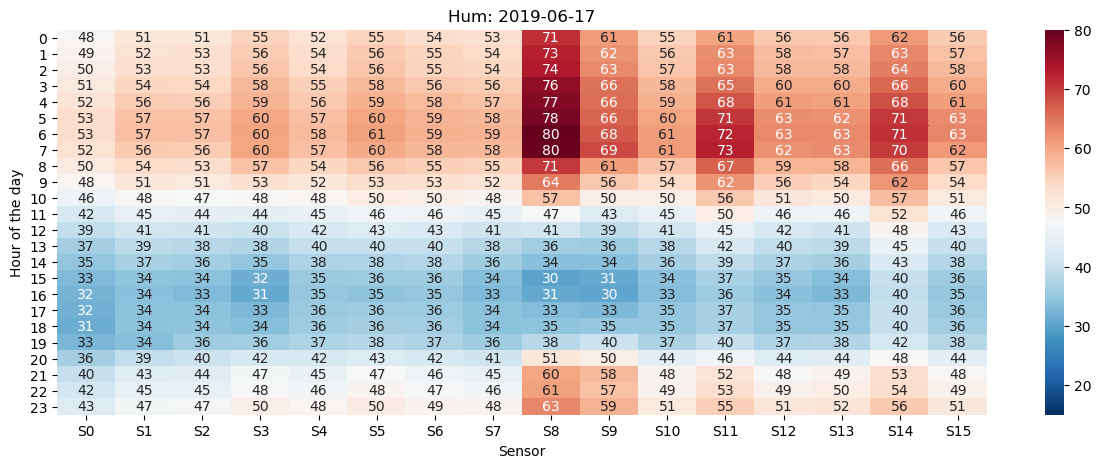 Hum: 2019-06-17
0 48 51 51 55 52 55 54 53 71 61 55 61 56 56 62 56 80
1 49 52 53 56 54 56 55 54 73 62 56 63 58 57 63 57
2 50 53 53 56 54 56 55 54 74 63 57 63 58 58 64 58
3 51 54 54 58 55 58 56 56 76 66 58 65 60 60 66 60
4 52 56 56 59 56 59 58 57 77 66 59 68 61 61 68 61 70
5 53 57 57 60 57 60 59 58 78 66 60 71 63 62 71 63
6 53 57 57 60 58 61 59 59 80 68 61 72 63 63 71 63
7 52 56 56 60 57 60 58 58 80 69 61 73 62 63 70 62 60
8 50 54 53 57 54 56 55 55 71 61 57 67 59 58 66 57
9 48 51 51 53 52 53 53 52 64 56 54 62 56 54 62 54
10 46 48 47 48 48 50 50 48 57 50 50 56 51 50 57 51
11 42 45 44 44 45 46 46 45 47 43 45 50 46 46 52 46 50
12 39 41 41 40 42 43 43 41 41 39 41 45 42 41 48 43
13 37 39 38 38 40 40 40 38 36 36 38 42 40 39 45 40
14 35 37 36 35 38 38 38 36 34 34 36 39 37 36 43 38
15 33 34 34 32 35 36 36 34 30 31 34 37 35 34 40 36 40
16 32 34 33 31 35 35 35 33 31 30 33 36 34 33 40 35
17 32 34 34 33 36 36 36 34 33 33 35 37 35 35 40 36
18 31 34 34 34 36 36 36 34 35 35 35 37 35 35 40 36 30
19 33 34 36 36 37 38 37 36 38 40 37 40 37 38 42 38
20 36 39 40 42 42 43 42 41 51 50 44 46 44 44 48 44
21 40 43 44 47 45 47 46 45 60 58 48 52 48 49 53 48
22 42 45 45 48 46 48 47 46 61 57 49 53 49 50 54 49 20
23 43 47 47 50 48 50 49 48 63 59 51 55 51 52 56 51
Hour of the day
S0 S1 S2 S3 S4 S5 S6 S7 S8 S9 S10 S11 S12 S13 S14 S15
Sensor